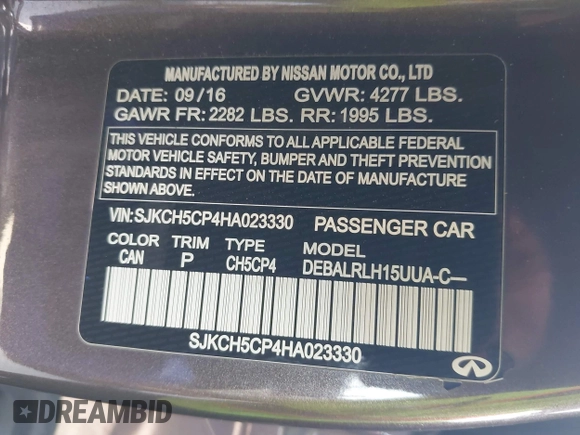 MANUFACTURED BY NISSAN MOTOR CO., LTD
DATE: 09/16 GVWR: 4277 LBS.
GAWR FR: 2282 LBS. RR: 1995 LBS.
THIS VEHICLE CONFORMS TO ALL APPLICABLE FEDERAL
MOTOR VEHICLE SAFETY, BUMPER AND THEFT PREVENTION
STANDARDS IN EFFECT ON THE DATE OF MANUFACTURE
SHOWN ABOVE.
VIN: SJKCH5CP4HA023330 PASSENGER CAR
COLOR TRIM TYPE MODEL
CAN P CH5CP4 DEBALRLH15UUA-C—
SJKCH5CP4HA023330
DREAMBID